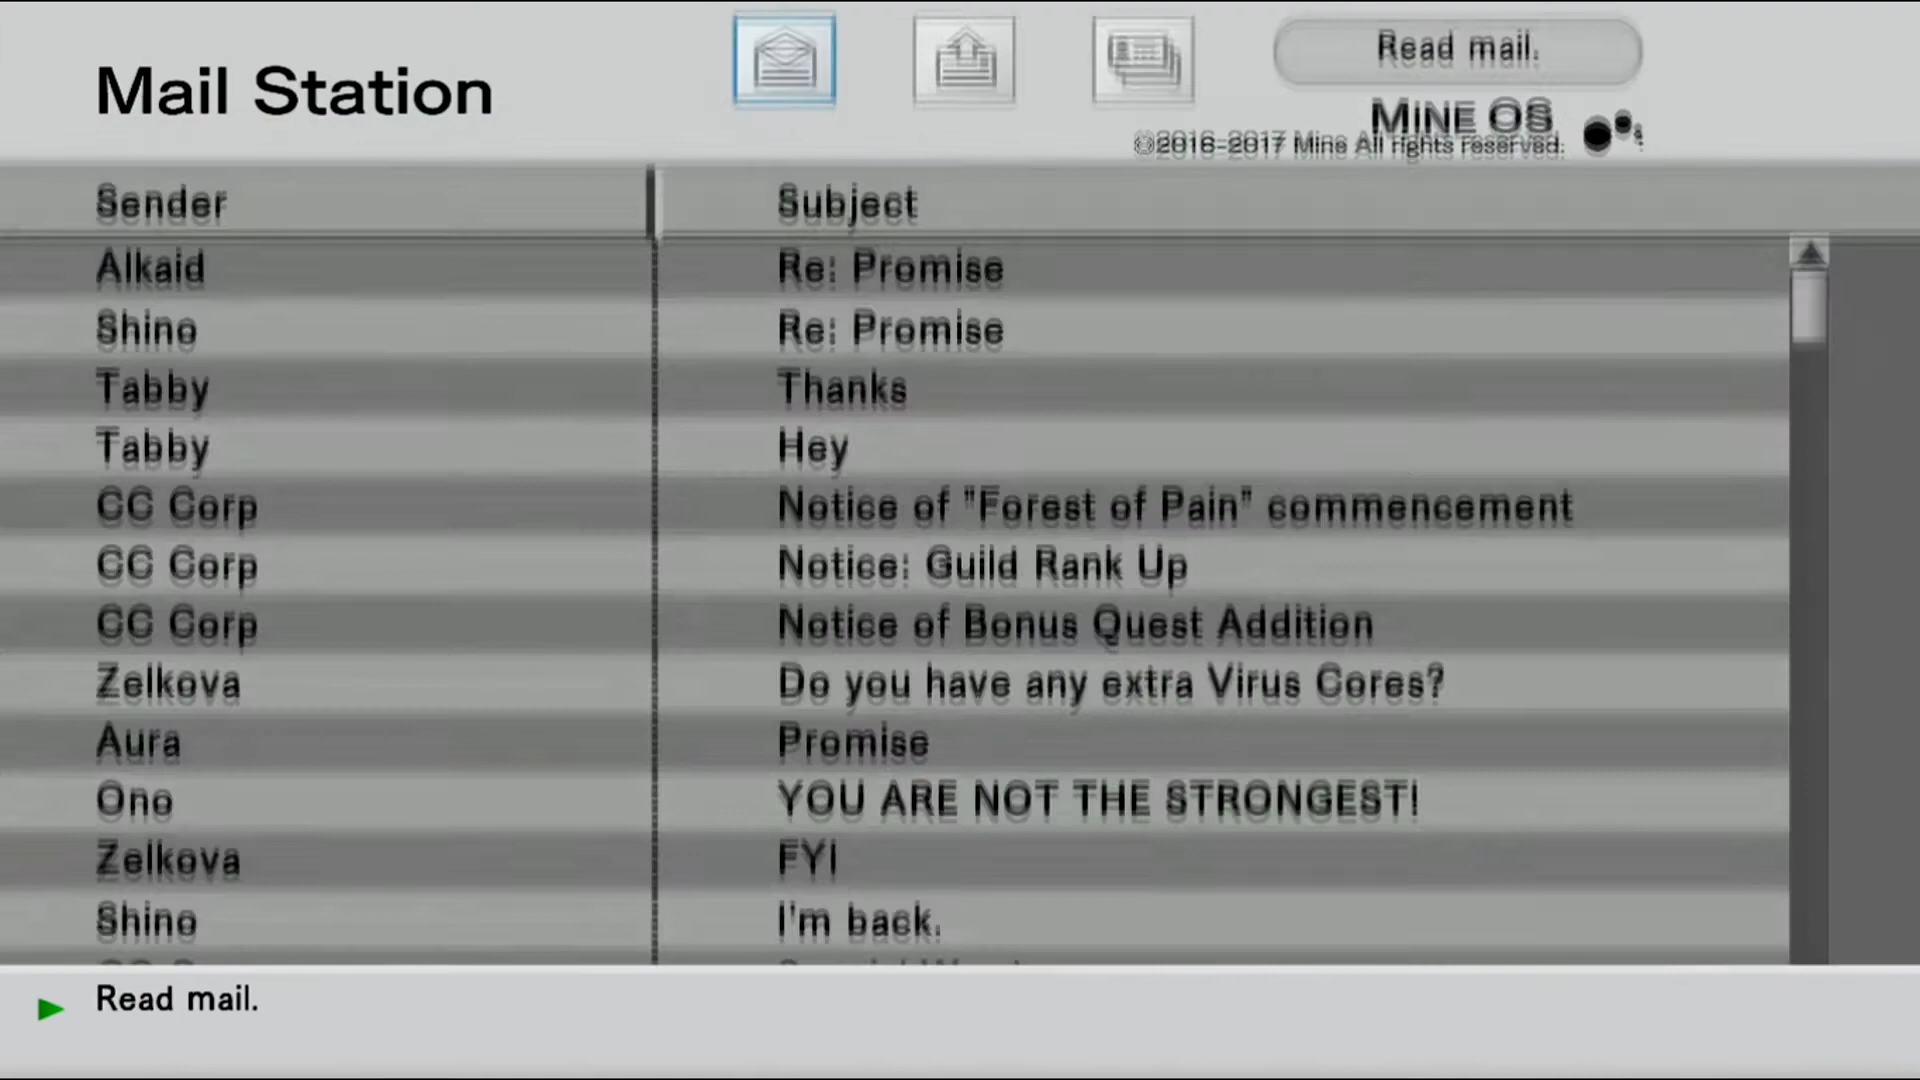 Mail Station
Read mail.
MINE OS
©2016-2017 Mine All rights reserved.
Sender Subject
Alkaid Re: Promise
Shino Re: Promise
Tabby Thanks
Tabby Hey
CC Corp Notice of "Forest of Pain" commencement
CC Corp Notice: Guild Rank Up
CC Corp Notice of Bonus Quest Addition
Zelkova Do you have any extra Virus Cores?
Aura Promise
Ono YOU ARE NOT THE STRONGEST!
Zelkova FYI
Shino I'm back.
Read mail.